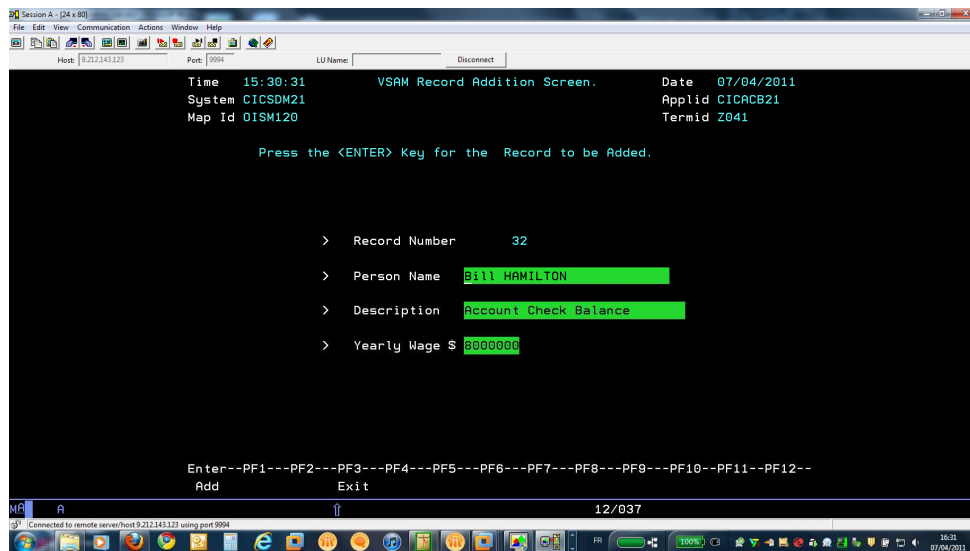 Session A - [24 x 80]
File Edit View Communication Actions Window Help
Host: 9.212.143.123 Port: 9994 LU Name: Disconnect
Time 15:30:31 VSAM Record Addition Screen. Date 07/04/2011
System CICSDM21 Applid CICACB21
Map Id OISM120 Termid Z041
Press the <ENTER> Key for the Record to be Added.
> Record Number 32
> Person Name Bill HAMILTON
> Description Account Check Balance
> Yearly Wage $ 8000000
Enter--PF1---PF2---PF3---PF4---PF5---PF6---PF7---PF8---PF9---PF10--PF11--PF12--
Add Exit
MA A 12/037
Connected to remote server/host 9.212.143.123 using port 9994
FR 100% 16:31
07/04/2011